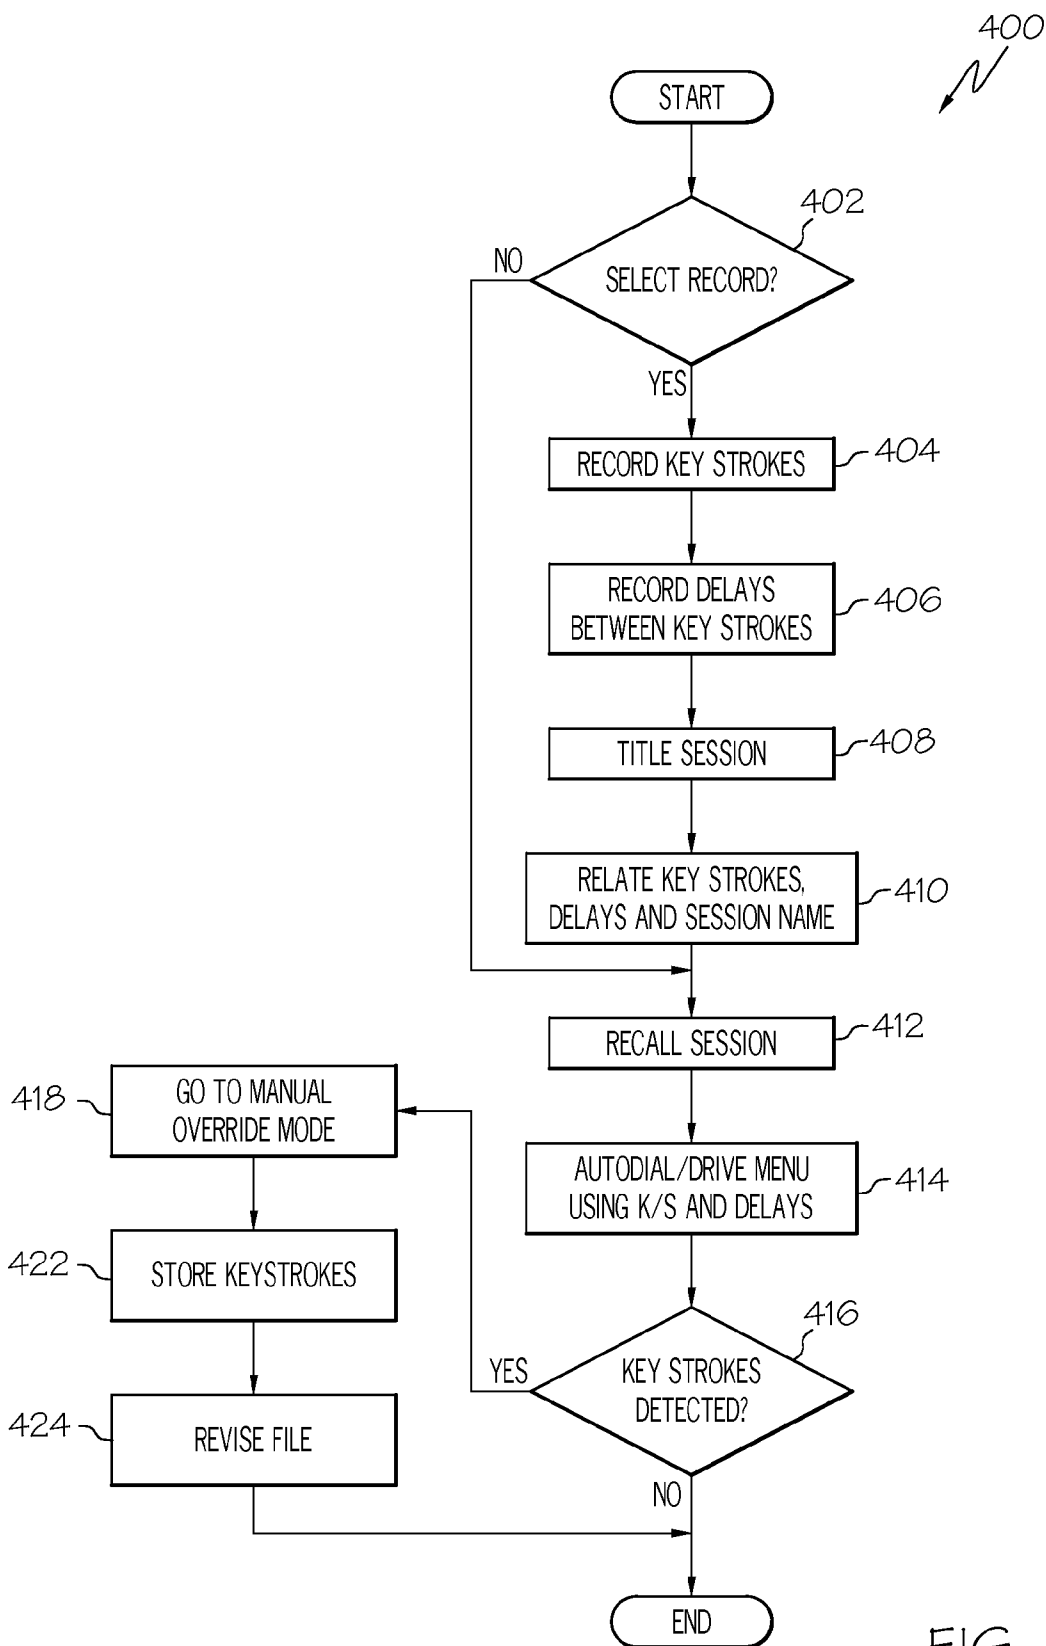 400
START
402
SELECT RECORD?
NO
YES
RECORD KEY STROKES
404
RECORD DELAYS
BETWEEN KEY STROKES
406
TITLE SESSION
408
RELATE KEY STROKES,
DELAYS AND SESSION NAME
410
RECALL SESSION
412
AUTODIAL/DRIVE MENU
USING K/S AND DELAYS
414
416
KEY STROKES
DETECTED?
YES
NO
418
GO TO MANUAL
OVERRIDE MODE
422
STORE KEYSTROKES
424
REVISE FILE
END
FIG